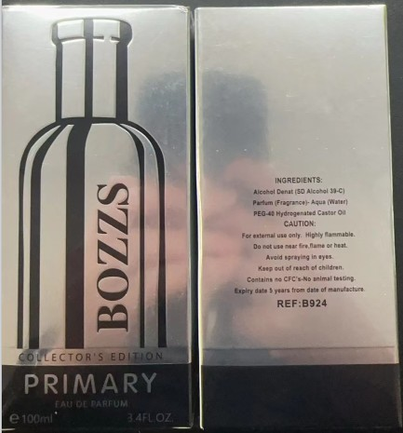 BOZZS
COLLECTOR'S EDITION
PRIMARY
EAU DE PARFUM
e100ml 3.4FL.OZ.
INGREDIENTS:
Alcohol Denat (SD Alcohol 39-C)
Parfum (Fragrance)- Aqua (Water)
PEG-40 Hydrogenated Castor Oil
CAUTION:
For external use only. Highly flammable.
Do not use near fire,flame or heat.
Avoid spraying in eyes.
Keep out of reach of children.
Contains no CFC's-No animal testing.
Expiry date 5 years from date of manufacture.
REF:B924